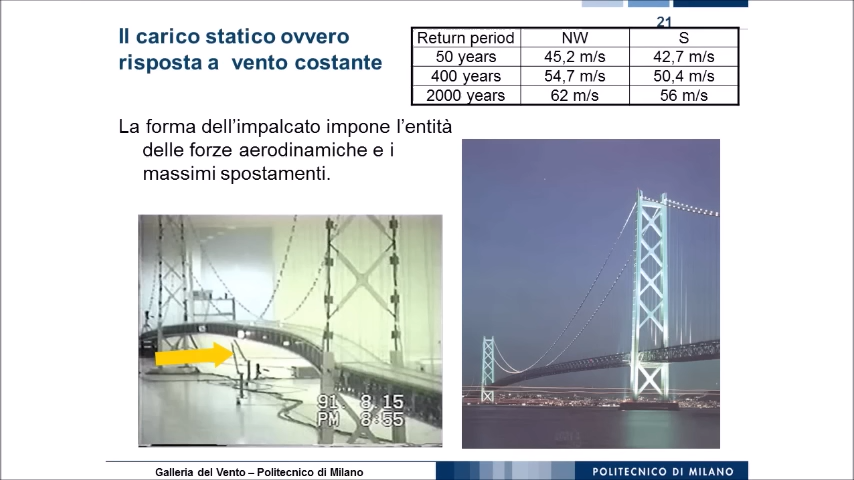 21
Il carico statico ovvero
risposta a vento costante
Return period NW S
50 years 45,2 m/s 42,7 m/s
400 years 54,7 m/s 50,4 m/s
2000 years 62 m/s 56 m/s
La forma dell'impalcato impone l'entità
delle forze aerodinamiche e i
massimi spostamenti.
91. 8.15
PM 8:55
Galleria del Vento – Politecnico di Milano
POLITECNICO DI MILANO